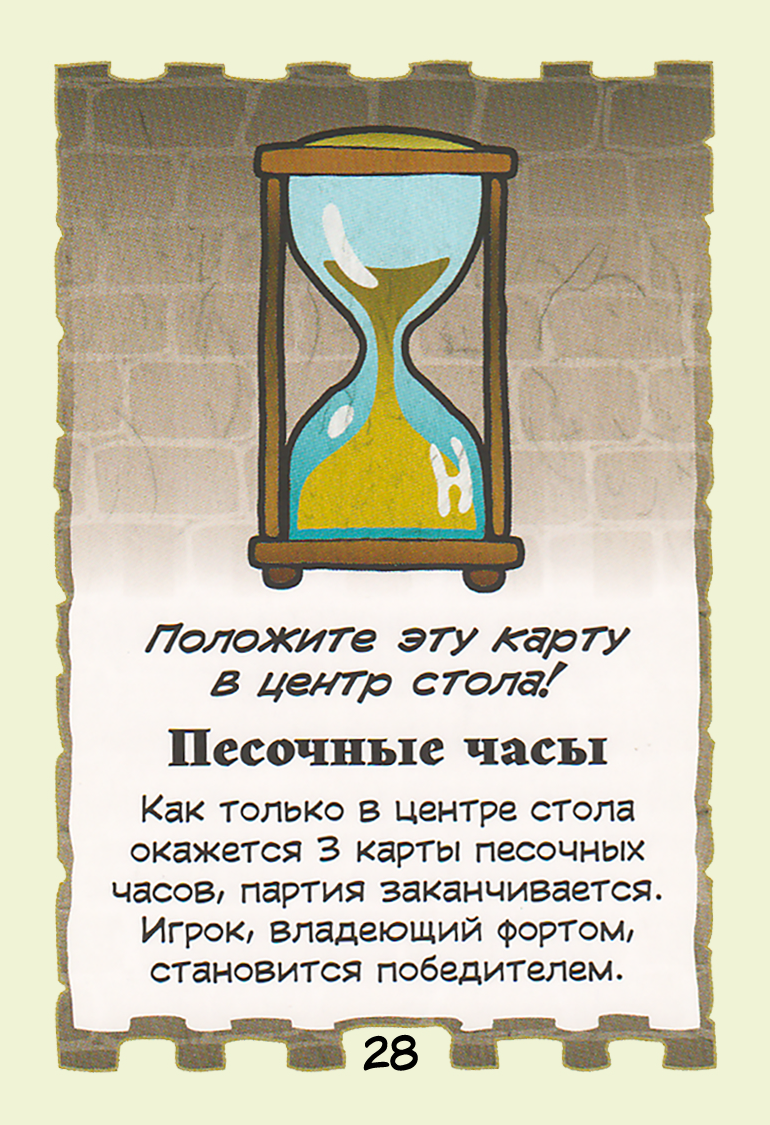 Положите эту карту
в центр стола!
Песочные часы
Как только в центре стола
окажется 3 карты песочных
часов, партия заканчивается.
Игрок, владеющий фортом,
становится победителем.
28